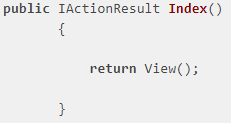 public IActionResult Index()
{
return View();
}